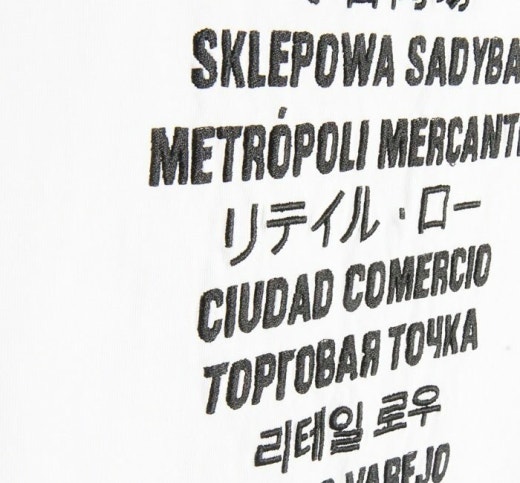 SKLEPOWA SADYBA
METRÓPOLI MERCANT
リテイル・ロー
CIUDAD COMERCIO
ТОРГОВАЯ ТОЧКА
리테일 로우
VAREJO